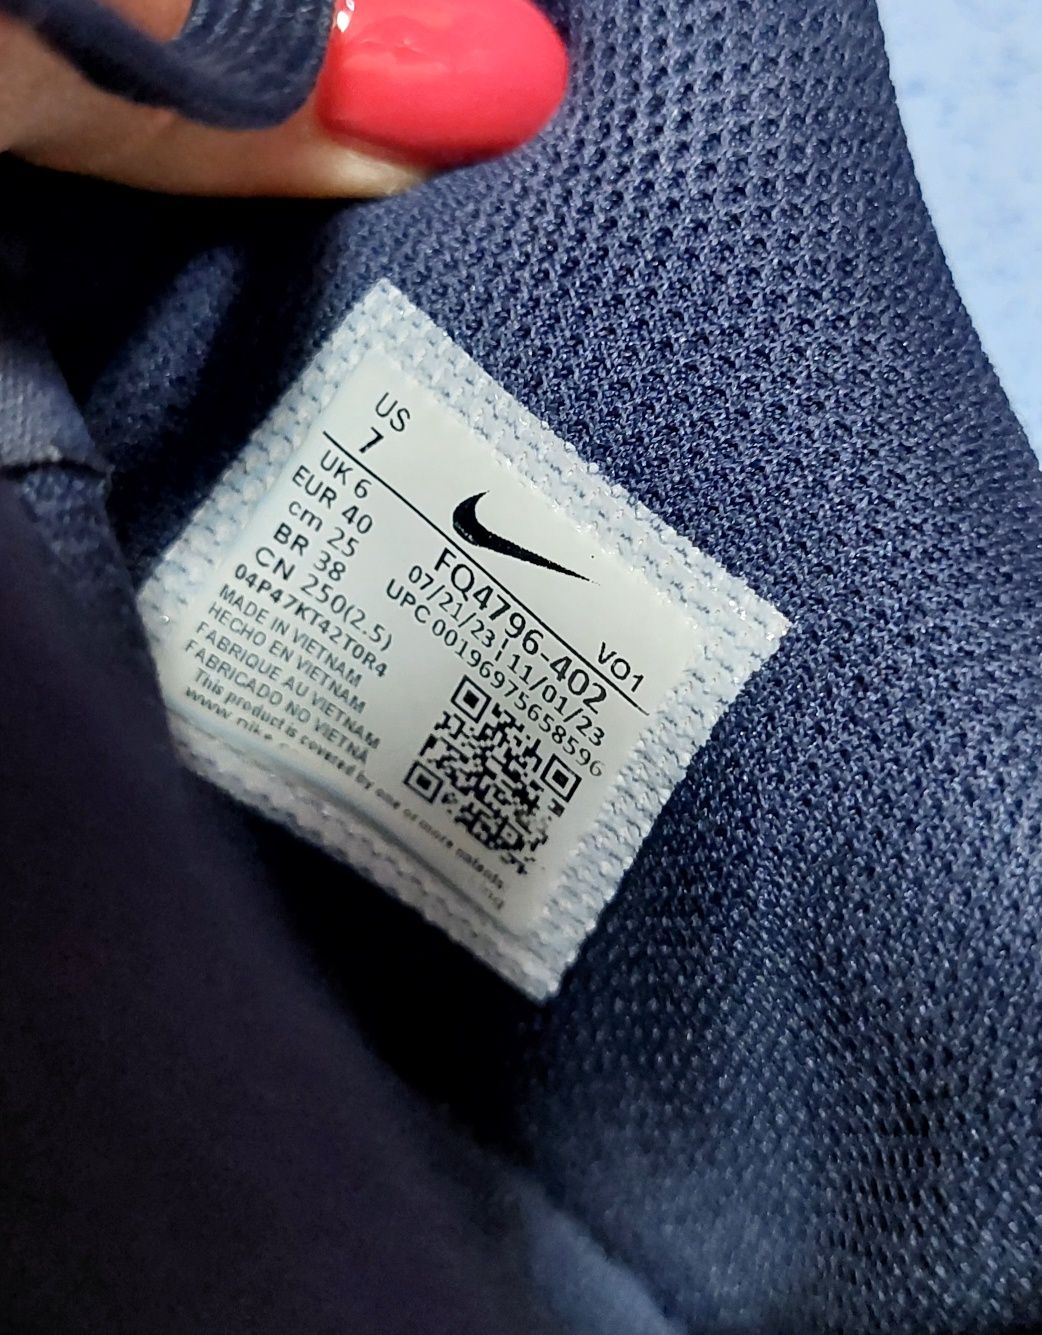 US
7
UK 6
EUR 40
cm 25
BR 38
CN 250(2.5)
04P47KT42T0R4
MADE IN VIETNAM
HECHO EN VIETNAM
FABRIQUE AU VIETNAM
FABRICADO NO VIETNÃ
This product is covered by one or more patents
www.nike
VO1
FQ4796-402
07/21/23 | 11/01/23
UPC 00196975658596